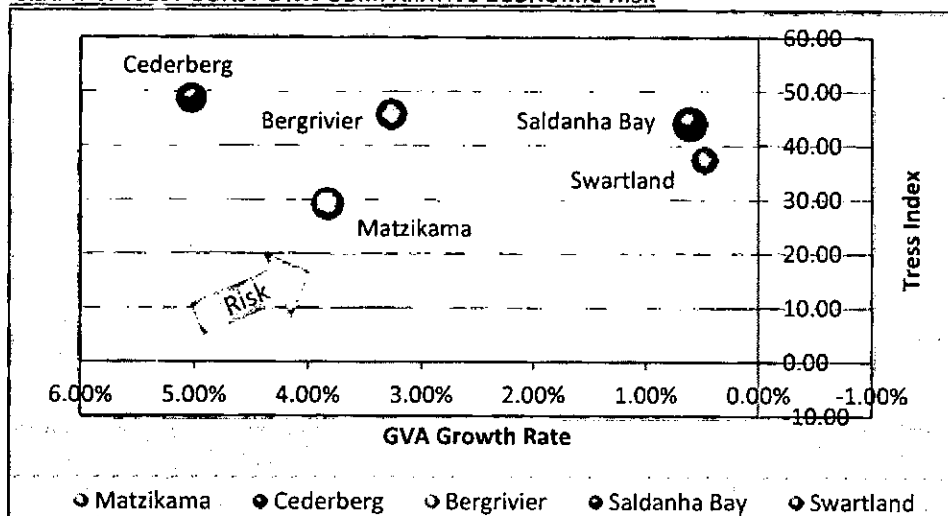 60.00
Cederberg
50.00
Bergrivier
Saldanha Bay
40.00
Swartland
30.00
Matzikama
20.00
Risk
10.00
0.00
6.00% 5.00% 4.00% 3.00% 2.00% 1.00% 0.00% -1.00%
-10.00
GVA Growth Rate
Tress Index
Matzikama Cederberg Bergrivier Saldanha Bay Swartland